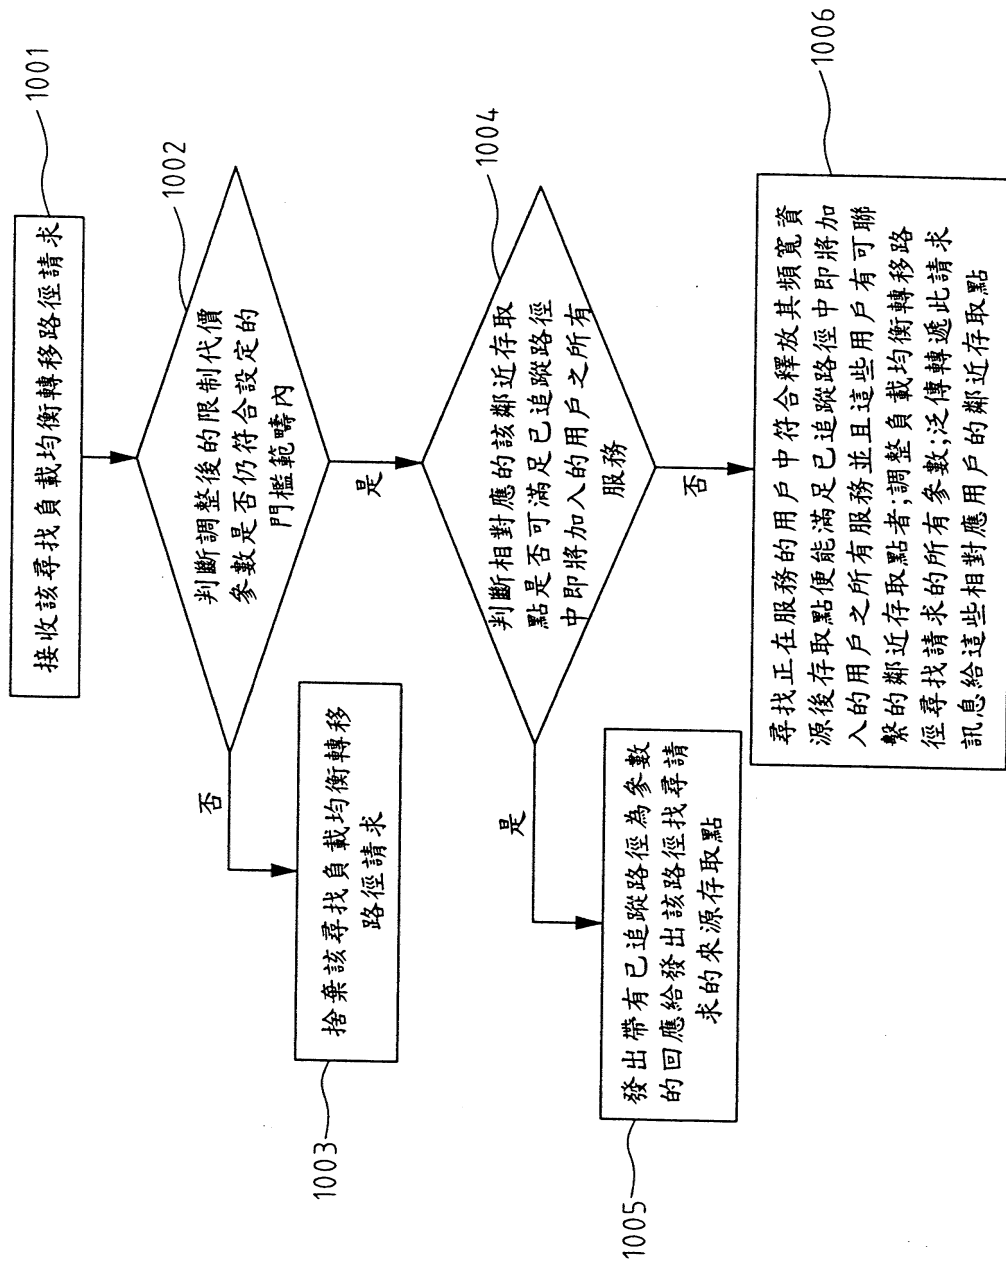 接收該尋找負載均衡轉移路徑請求
1001
判斷調整後的限制代價
參數是否仍符合設定的
門檻範疇內
1002
否
是
捨棄該尋找負載均衡轉移
路徑請求
1003
判斷相對應的該鄰近存取
點是否可滿足已追蹤路徑
中即將加入的用戶之所有
服務
1004
是
否
發出帶有已追蹤路徑為參數
的回應給發出該路徑找尋請
求的來源存取點
1005
尋找正在服務的用戶中符合釋放其頻寬資
源後存取點便能滿足已追蹤路徑中即將加
入的用戶之所有服務並且這些用戶有可聯
繫的鄰近存取點者;調整負載均衡轉移路
徑尋找請求的所有參數;泛傳轉遞此請求
訊息給這些相對應用戶的鄰近存取點
1006